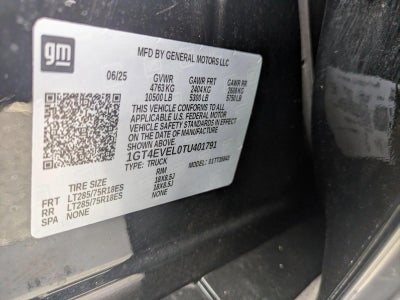 gm
MFD BY GENERAL MOTORS LLC
06/25 GVWR GAWR FRT GAWR RR
4763 KG 2404 KG 2608 KG
10500 LB 5300 LB 5750 LB
THIS VEHICLE CONFORMS TO ALL
APPLICABLE U.S. FEDERAL MOTOR
VEHICLE SAFETY STANDARDS IN EFFECT
ON THE DATE OF MANUFACTURE
SHOWN ABOVE
1GT4EVEL0TU401791
TYPE: TRUCK
TIRE SIZE RIM
FRT LT285/75R18ES 18X8.5J
RR LT285/75R18ES 18X8.5J
SPA NONE NONE